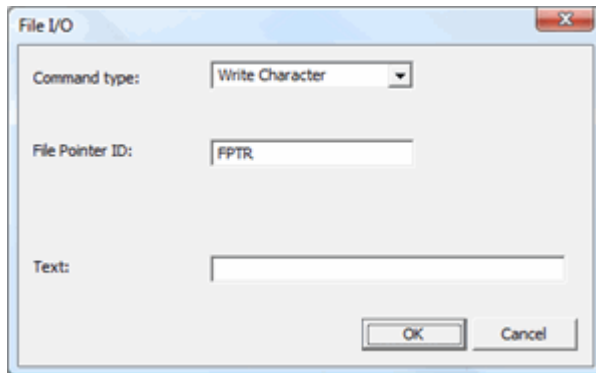 File I/O
Command type: Write Character
File Pointer ID: FPTR
Text:
OK Cancel